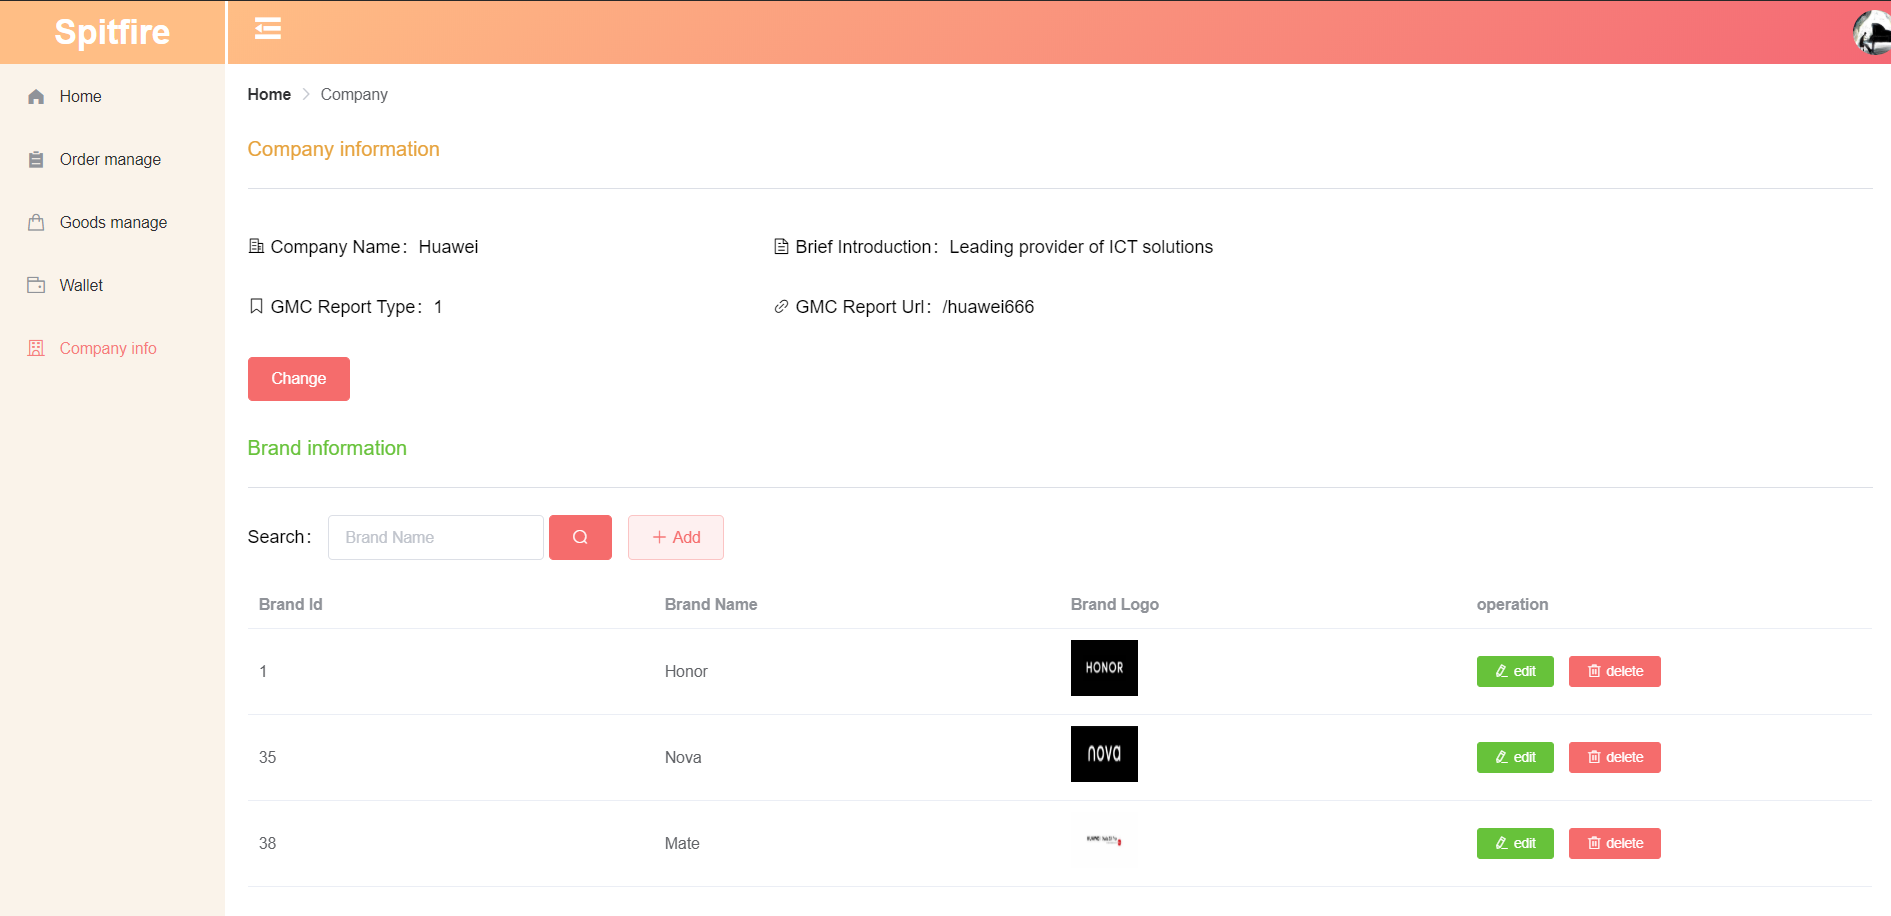 Spitfire
Home
Order manage
Goods manage
Wallet
Company info
Home > Company
Company information
Company Name: Huawei
Brief Introduction: Leading provider of ICT solutions
GMC Report Type: 1
GMC Report Url: /huawei666
Change
Brand information
Search: Brand Name
+ Add
Brand Id Brand Name Brand Logo operation
1 Honor HONOR edit delete
35 Nova nova edit delete
38 Mate edit delete